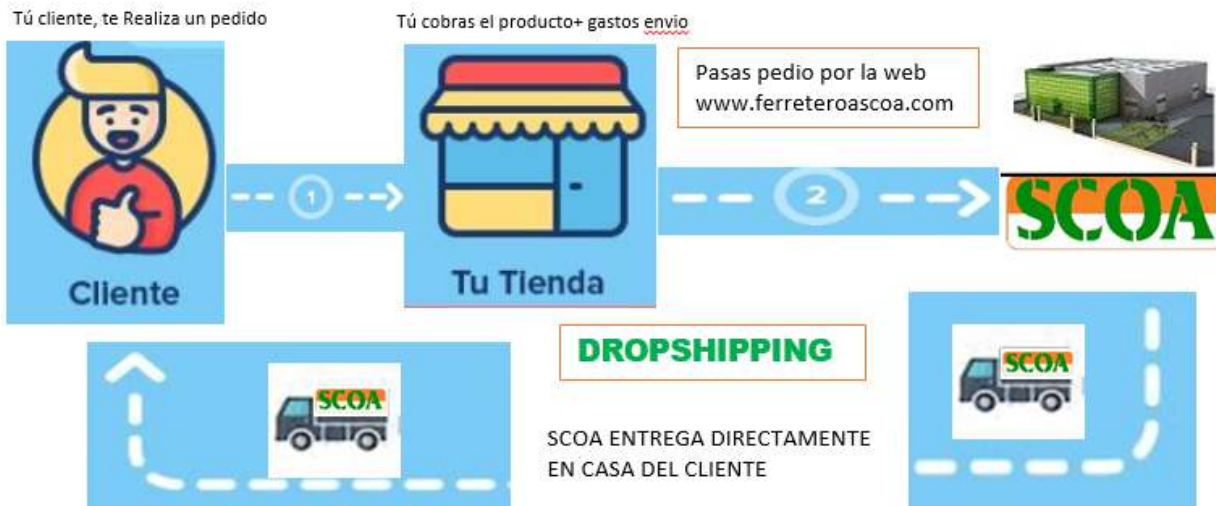 Tú cliente, te Realiza un pedido
Tú cobras el producto+ gastos envio
Pasas pedio por la web
www.ferreteroascoa.com
1
2
SCOA
Cliente
Tu Tienda
DROPSHIPPING
SCOA
SCOA
SCOA ENTREGA DIRECTAMENTE
EN CASA DEL CLIENTE